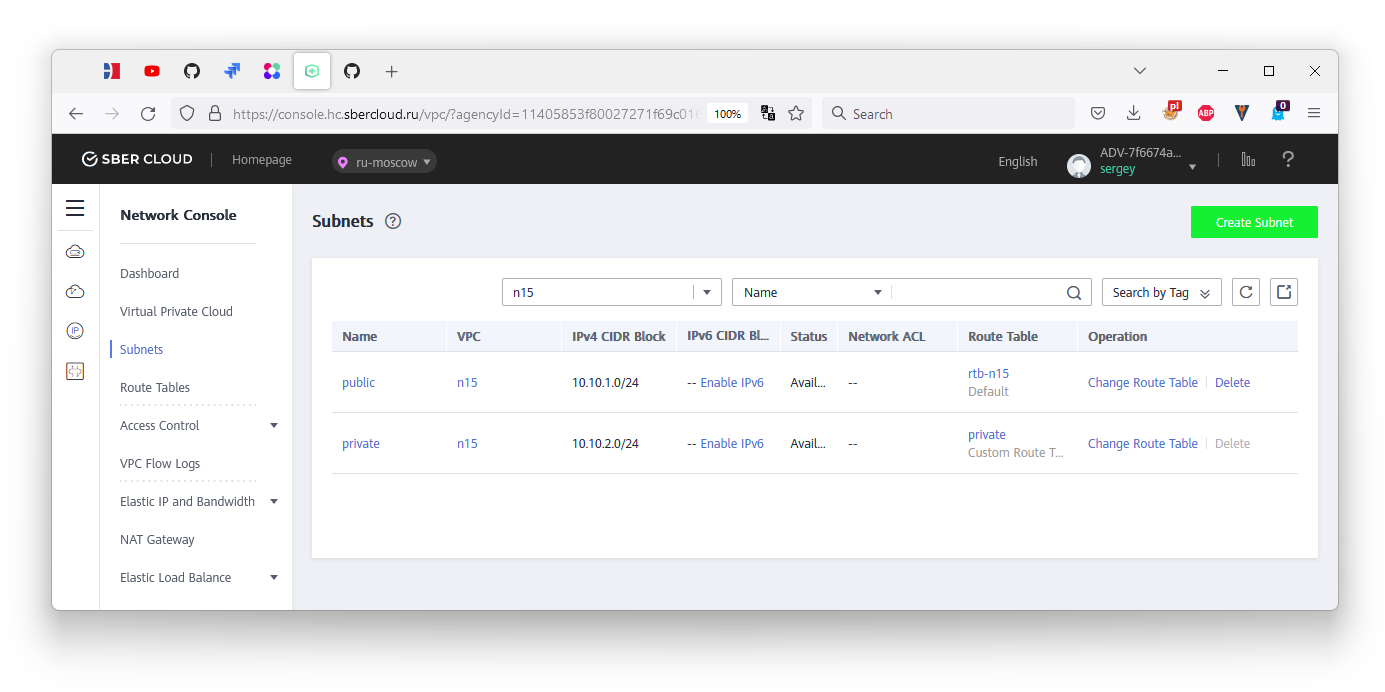 https://console.hc.sbercloud.ru/vpc/?agencyId=11405853f80027271f69c016
100%
Search
pl
ABP
0
SBER CLOUD
Homepage
ru-moscow
English
ADV-7f6674a...
sergey
?
Network Console
Dashboard
Virtual Private Cloud
Subnets
Route Tables
Access Control
VPC Flow Logs
Elastic IP and Bandwidth
NAT Gateway
Elastic Load Balance
IP
Subnets ?
Create Subnet
n15
Name
Search by Tag
Name VPC IPv4 CIDR Block IPv6 CIDR Bl... Status Network ACL Route Table Operation
public n15 10.10.1.0/24 -- Enable IPv6 Avail... -- rtb-n15 Change Route Table Delete
Default
private n15 10.10.2.0/24 -- Enable IPv6 Avail... -- private Change Route Table Delete
Custom Route T...